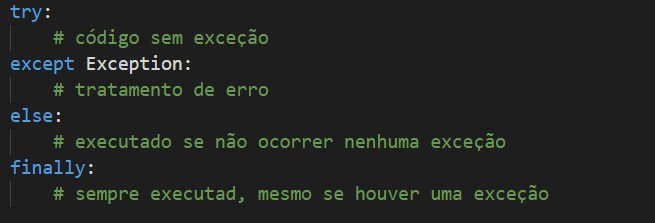 try:
    # código sem exceção
except Exception:
    # tratamento de erro
else:
    # executado se não ocorrer nenhuma exceção
finally:
    # sempre executad, mesmo se houver uma exceção